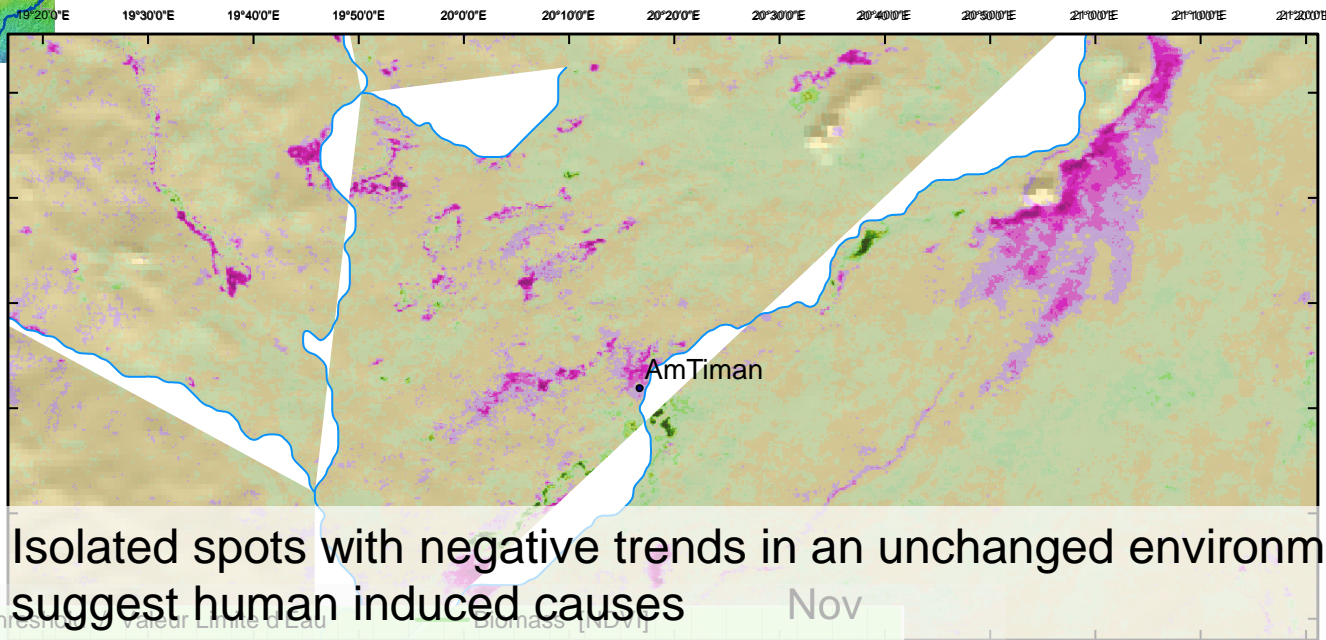 19°20'0"E 19°30'0"E 19°40'0"E 19°50'0"E 20°0'0"E 20°10'0"E 20°20'0"E 20°30'0"E 20°40'0"E 20°50'0"E 21°0'0"E 21°10'0"E 21°20'0"E
AmTiman
Isolated spots with negative trends in an unchanged environm
suggest human induced causes
Nov
Valeur Limite d'Eau Biomass [NDVI]